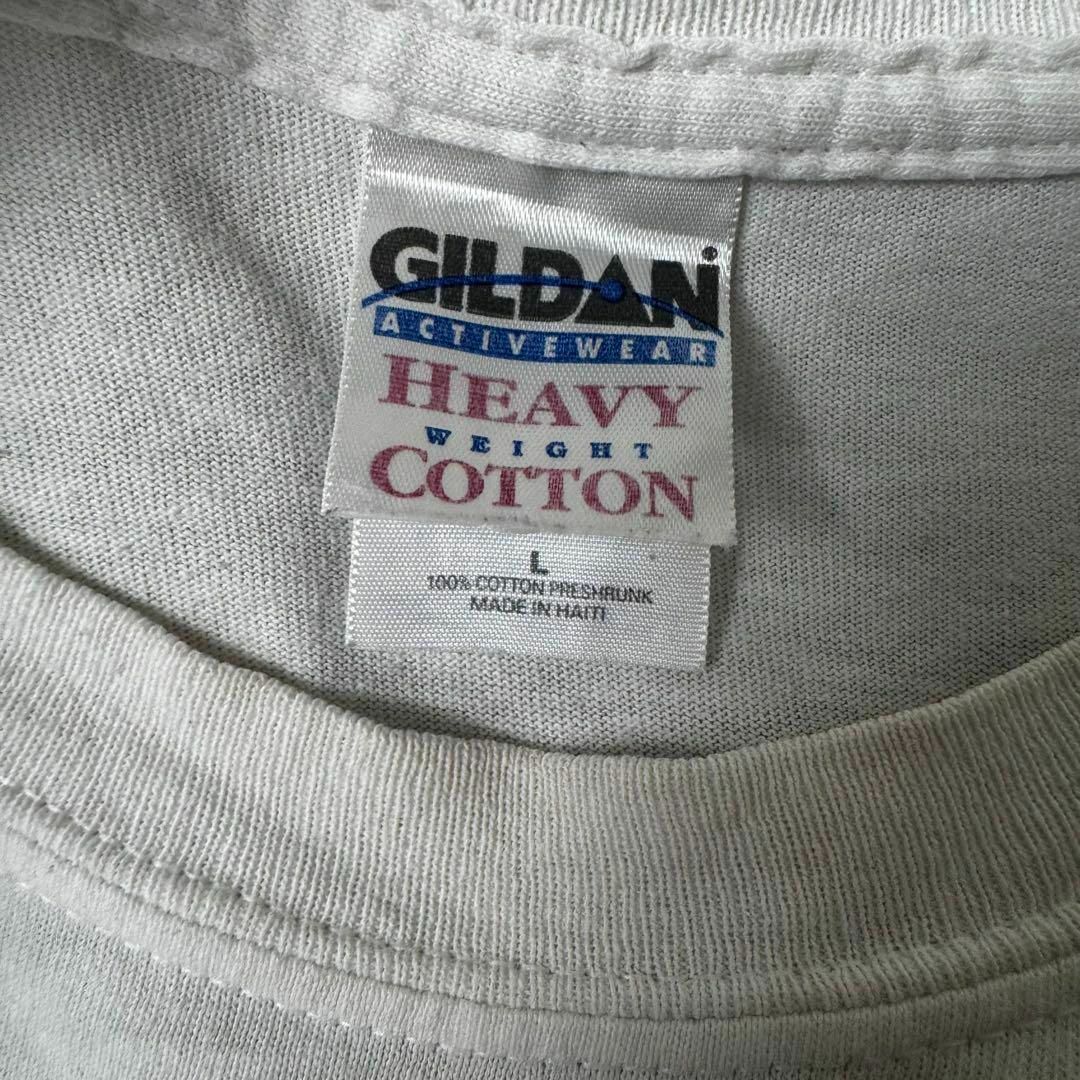 GILDAN
ACTIVEWEAR
HEAVY
WEIGHT
COTTON
L
100% COTTON PRESHRUNK
MADE IN HAITI